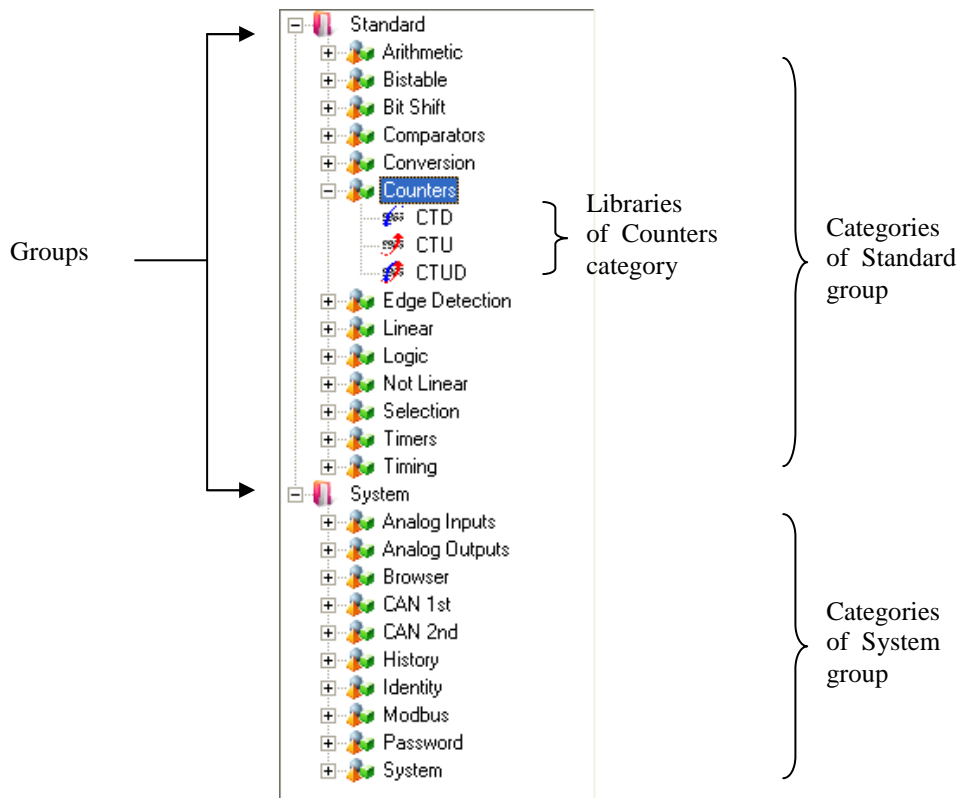 Groups
Standard
Arithmetic
Bistable
Bit Shift
Comparators
Conversion
Counters
CTD
CTU
CTUD
Edge Detection
Linear
Logic
Not Linear
Selection
Timers
Timing
System
Analog Inputs
Analog Outputs
Browser
CAN 1st
CAN 2nd
History
Identity
Modbus
Password
System
Libraries
of Counters
category
Categories
of Standard
group
Categories
of System
group